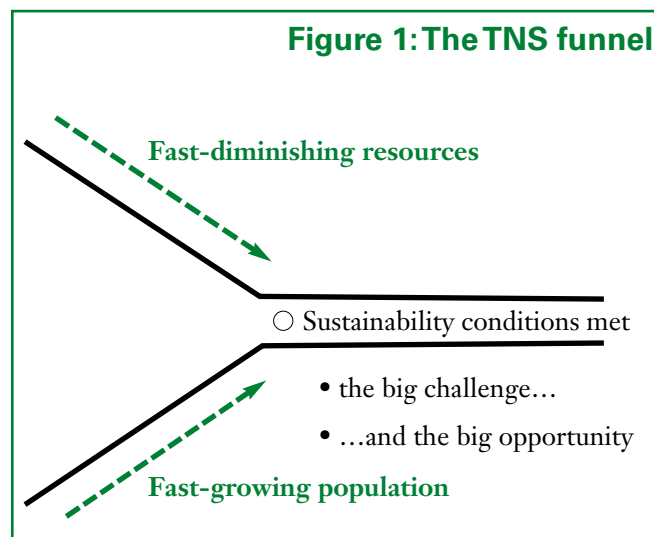 Figure 1: The TNS funnel
Fast-diminishing resources
Sustainability conditions met
• the big challenge…
• …and the big opportunity
Fast-growing population